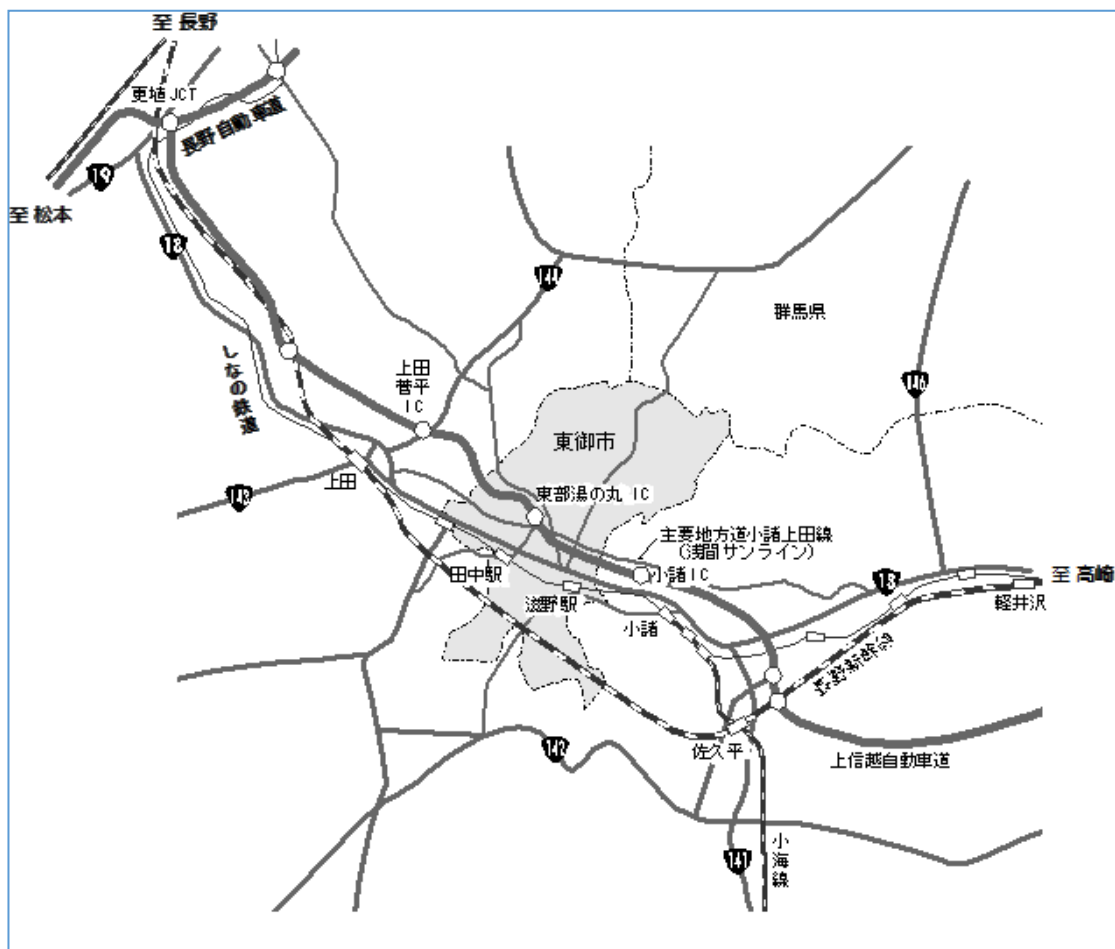 至 長野
更埴 JCT
長野自動車道
19
至 松本
18
144
群馬県
しなの鉄道
上田
菅平
IC
146
東御市
上田
143
東部湯の丸 IC
主要地方道小諸上田線
(浅間サンライン)
田中駅
小諸IC
18
至 高崎
滋野駅
軽井沢
小諸
長野新幹線
142
佐久平
上信越自動車道
141
小
海
線